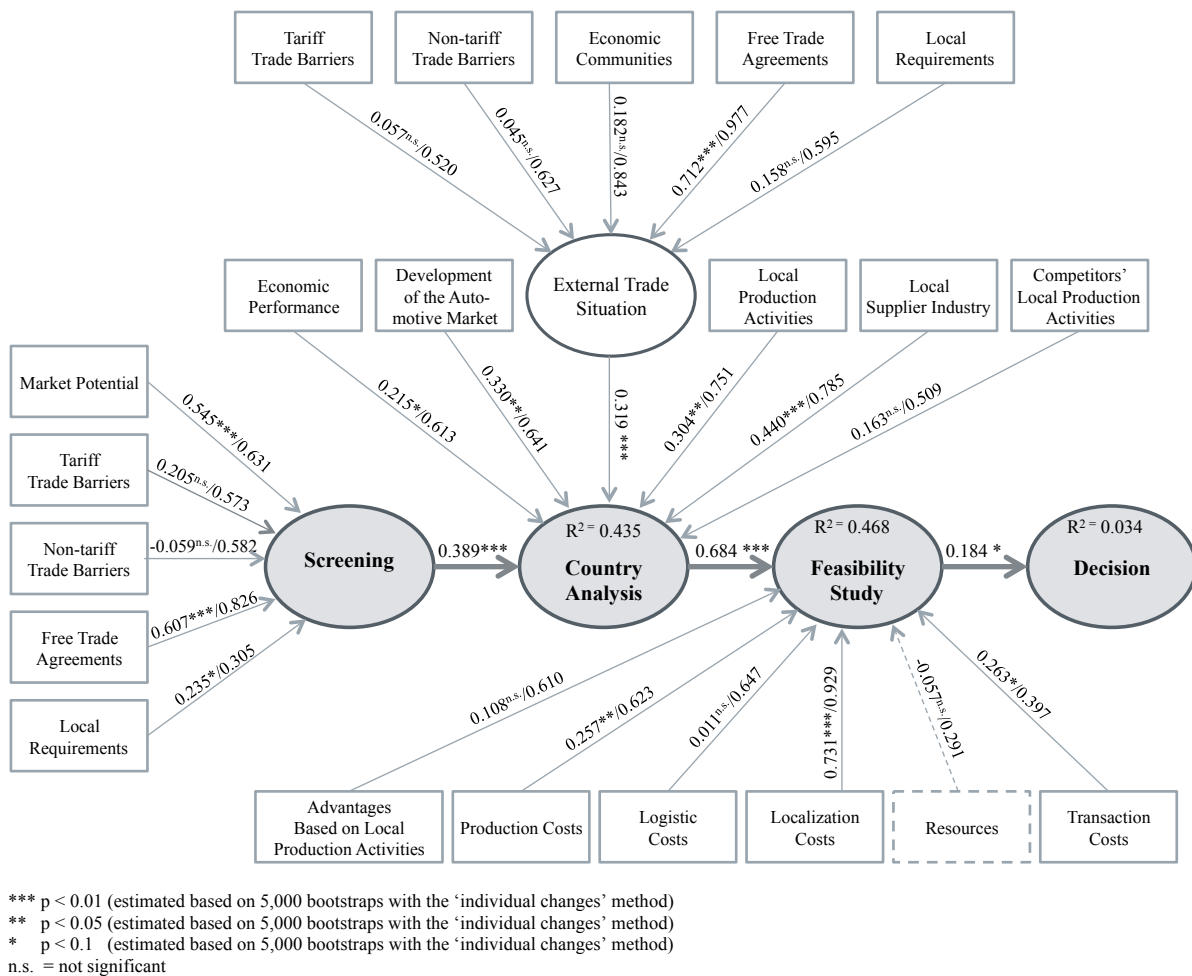 Tariff
Trade Barriers
Non-tariff
Trade Barriers
Economic
Communities
Free Trade
Agreements
Local
Requirements
0.057n.s./0.520
0.045n.s./0.627
0.182n.s./0.843
0.712***/0.977
0.158n.s./0.595
External Trade
Situation
Economic
Performance
Development
of the Auto-
motive Market
Local
Production
Activities
Local
Supplier Industry
Competitors'
Local Production
Activities
0.215*/0.613
0.330**/0.641
0.319 ***
0.304**/0.751
0.440***/0.785
0.163n.s./0.509
Market Potential
Tariff
Trade Barriers
Non-tariff
Trade Barriers
Free Trade
Agreements
Local
Requirements
0.545***/0.631
0.205n.s./0.573
-0.059n.s./0.582
0.607***/0.826
0.235*/0.305
Screening
0.389***
R2 = 0.435
Country
Analysis
0.684 ***
R2 = 0.468
Feasibility
Study
0.184 *
R2 = 0.034
Decision
0.108n.s./0.610
0.257**/0.623
0.011n.s./0.647
0.731***/0.929
-0.057n.s./0.291
0.263*/0.397
Advantages
Based on Local
Production Activities
Production Costs
Logistic
Costs
Localization
Costs
Resources
Transaction
Costs
*** p < 0.01 (estimated based on 5,000 bootstraps with the 'individual changes' method)
** p < 0.05 (estimated based on 5,000 bootstraps with the 'individual changes' method)
* p < 0.1 (estimated based on 5,000 bootstraps with the 'individual changes' method)
n.s. = not significant